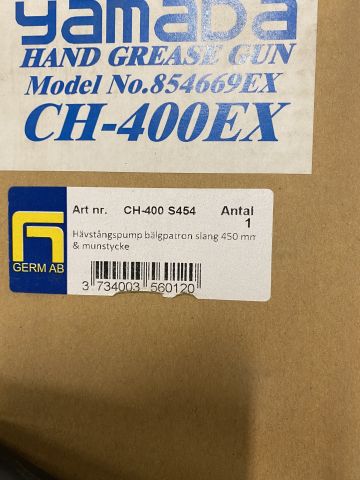 yamada
HAND GREASE GUN
Model No.854669EX
CH-400EX
Art nr. CH-400 S454 Antal
1
Hävstångspump bälgpatron slang 450 mm
& munstycke
GERM AB
3 734003 560120